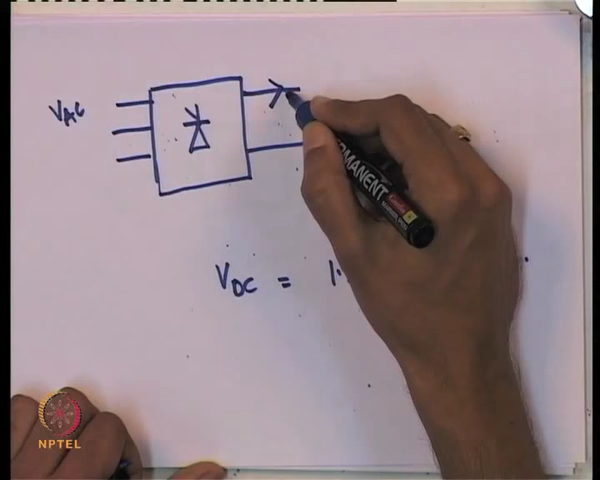 VAC
VDC = 1.
PERMANENT
NPTEL